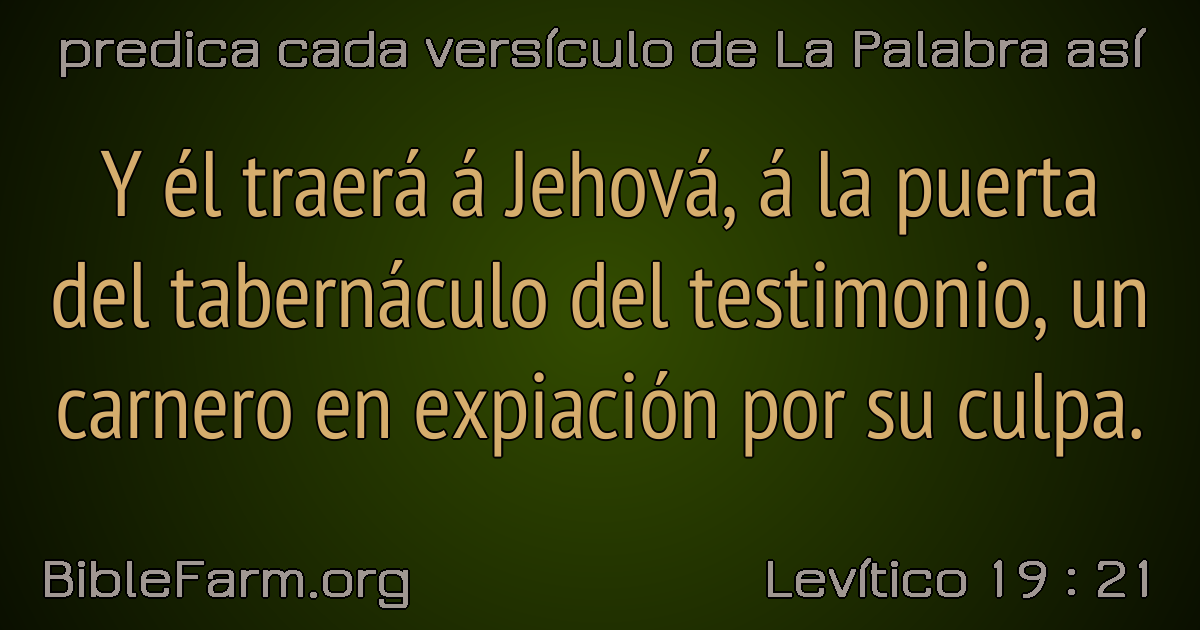 predica cada versículo de La Palabra así
Y él traerá á Jehová, á la puerta
del tabernáculo del testimonio, un
carnero en expiación por su culpa.
BibleFarm.org
Levítico 19 : 21